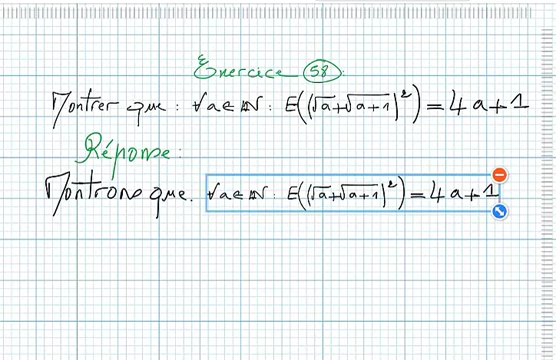 Exercice 58:
Montrer que : ∀a∈ℕ : E((√a+√a+1)²) = 4a+1
Réponse :
Montrons que. ∀a∈ℕ : E((√a+√a+1)²) = 4a+1